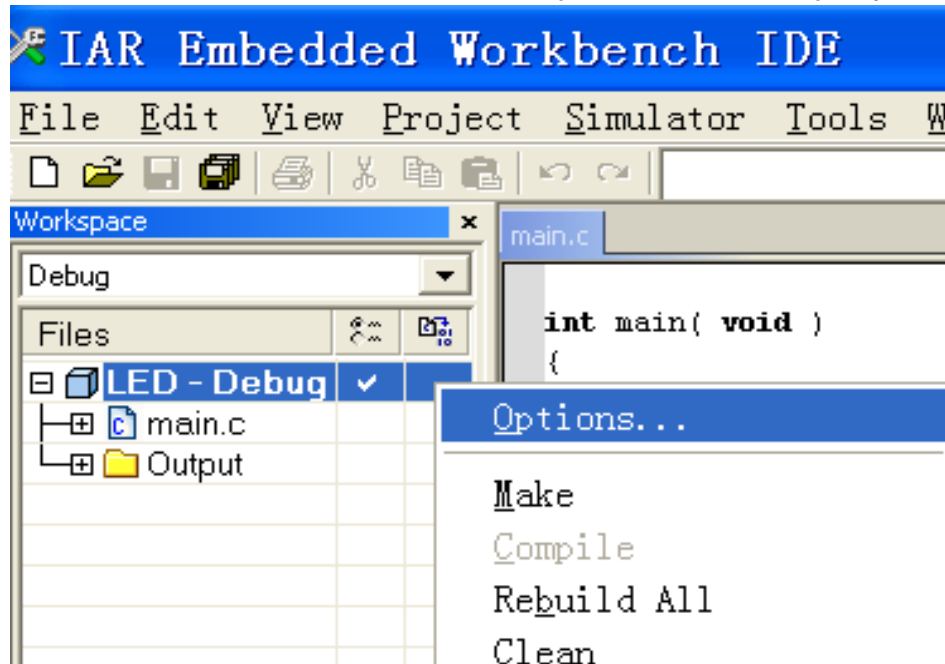 IAR Embedded Workbench IDE
File Edit View Project Simulator Tools W
Workspace
main.c
Debug
Files
int main( void )
{
LED - Debug
main.c
Output
Options...
Make
Compile
Rebuild All
Clean